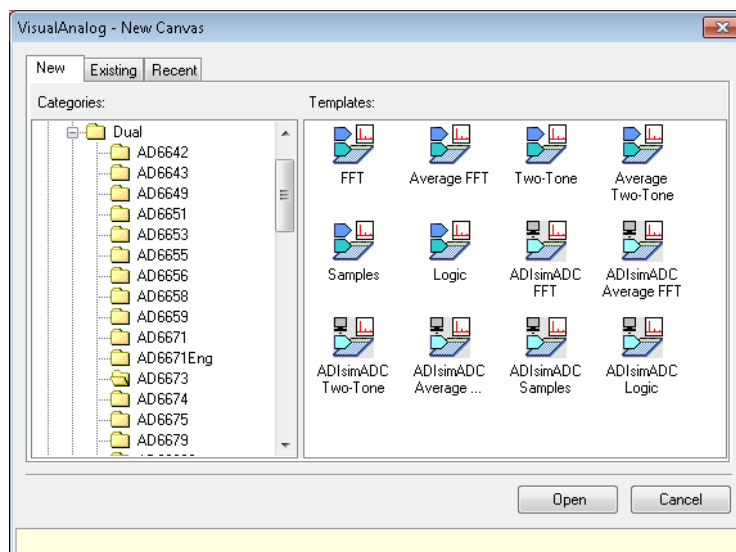 VisualAnalog - New Canvas
New Existing Recent
Categories:
Templates:
Dual
AD6642
AD6643
AD6649
AD6651
AD6653
AD6655
AD6656
AD6658
AD6659
AD6671
AD6671Eng
AD6673
AD6674
AD6675
AD6679
FFT
Average FFT
Two-Tone
Average
Two-Tone
Samples
Logic
ADIsimADC
FFT
ADIsimADC
Average FFT
ADIsimADC
Two-Tone
ADIsimADC
Average ...
ADIsimADC
Samples
ADIsimADC
Logic
Open
Cancel